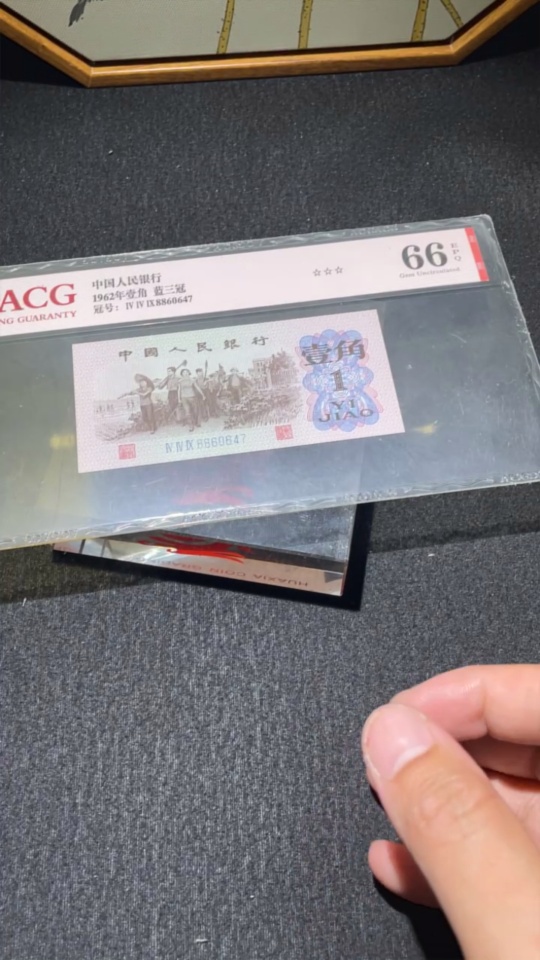 ACG
NG GUARANTY
中国人民银行
1962年壹角 蓝三冠
冠号: IV IV IX 8860647
☆☆☆
66
EPQ
Gem Uncirculated
中國人民銀行
壹角
1
YI
JIAO
IV IV IX 8860647
HUAXIA COIN